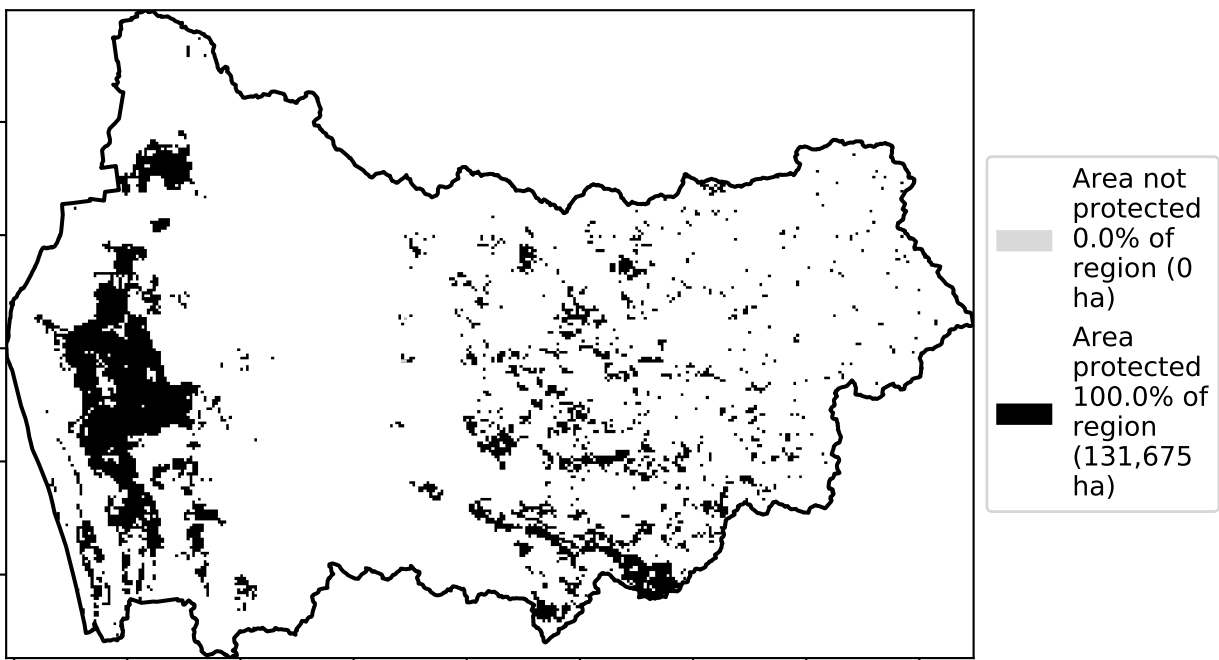 Area not
protected
0.0% of
region (0
ha)
Area
protected
100.0% of
region
(131,675
ha)